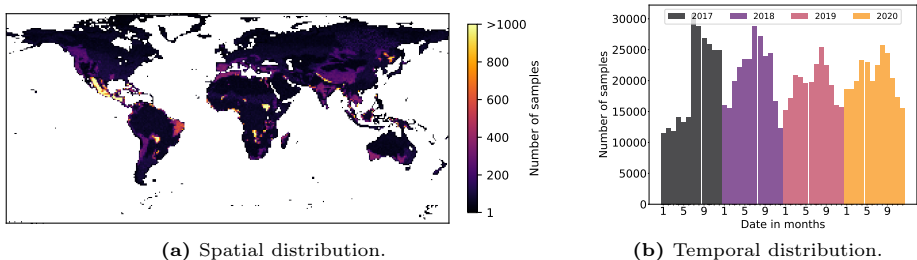 >1000
800
600
400
200
1
Number of samples
(a) Spatial distribution.
2017 2018 2019 2020
30000
25000
20000
15000
10000
5000
0
Number of samples
1 5 9 1 5 9 1 5 9 1 5 9
Date in months
(b) Temporal distribution.